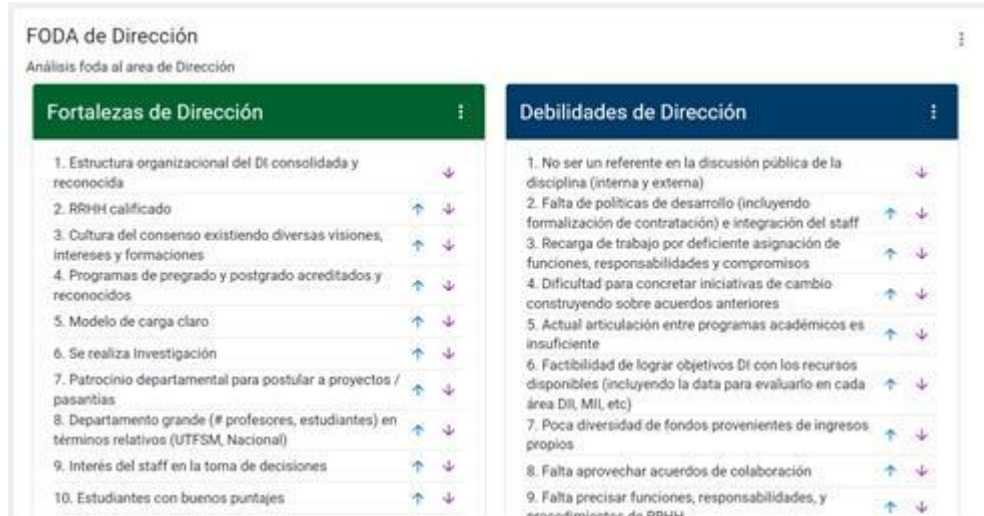 FODA de Dirección
Análisis foda al area de Dirección
Fortalezas de Dirección
1. Estructura organizacional del DI consolidada y
reconocida
2. RRHH calificado
3. Cultura del consenso existiendo diversas visiones,
intereses y formaciones
4. Programas de pregrado y postgrado acreditados y
reconocidos
5. Modelo de carga claro
6. Se realiza Investigación
7. Patrocinio departamental para postular a proyectos /
pasantías
8. Departamento grande (# profesores, estudiantes) en
términos relativos (UTFSM, Nacional)
9. Interés del staff en la toma de decisiones
10. Estudiantes con buenos puntajes
Debilidades de Dirección
1. No ser un referente en la discusión pública de la
disciplina (interna y externa)
2. Falta de políticas de desarrollo (incluyendo
formalización de contratación) e integración del staff
3. Recarga de trabajo por deficiente asignación de
funciones, responsabilidades y compromisos
4. Dificultad para concretar iniciativas de cambio
construyendo sobre acuerdos anteriores
5. Actual articulación entre programas académicos es
insuficiente
6. Factibilidad de lograr objetivos DI con los recursos
disponibles (incluyendo la data para evaluarlo en cada
área DII, MII, etc)
7. Poca diversidad de fondos provenientes de ingresos
propios
8. Falta aprovechar acuerdos de colaboración
9. Falta precisar funciones, responsabilidades, y
procedimientos de RRHH